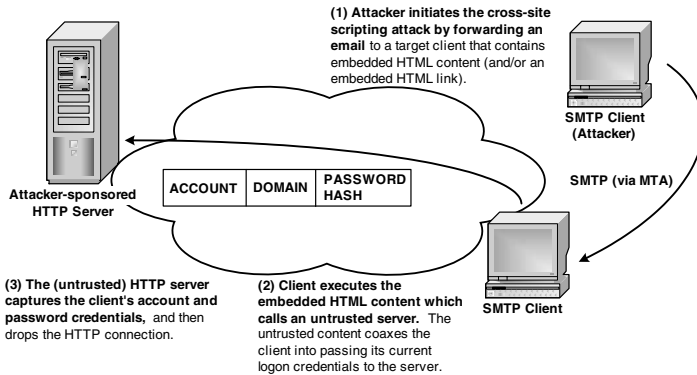 (1) Attacker initiates the cross-site
scripting attack by forwarding an
email to a target client that contains
embedded HTML content (and/or an
embedded HTML link).
SMTP Client
(Attacker)
SMTP (via MTA)
Attacker-sponsored
HTTP Server
ACCOUNT
DOMAIN
PASSWORD
HASH
(3) The (untrusted) HTTP server
captures the client's account and
password credentials, and then
drops the HTTP connection.
(2) Client executes the
embedded HTML content which
calls an untrusted server. The
untrusted content coaxes the
client into passing its current
logon credentials to the server.
SMTP Client